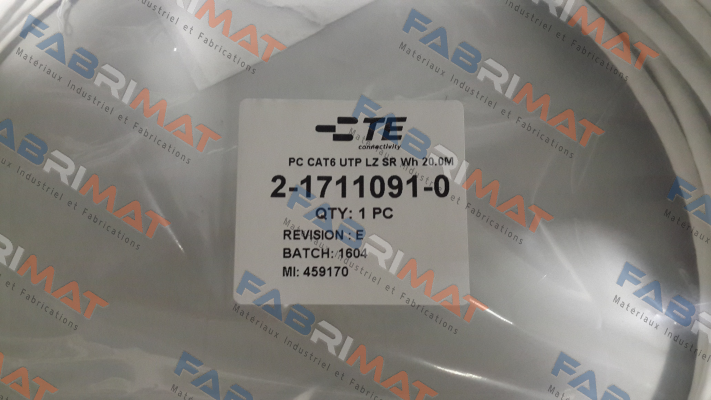 TE
connectivity
PC CAT6 UTP LZ SR Wh 20.0M
2-1711091-0
QTY: 1 PC
REVISION : E
BATCH: 1604
MI: 459170
FABRIMAT
Matériaux Industriel et Fabrications